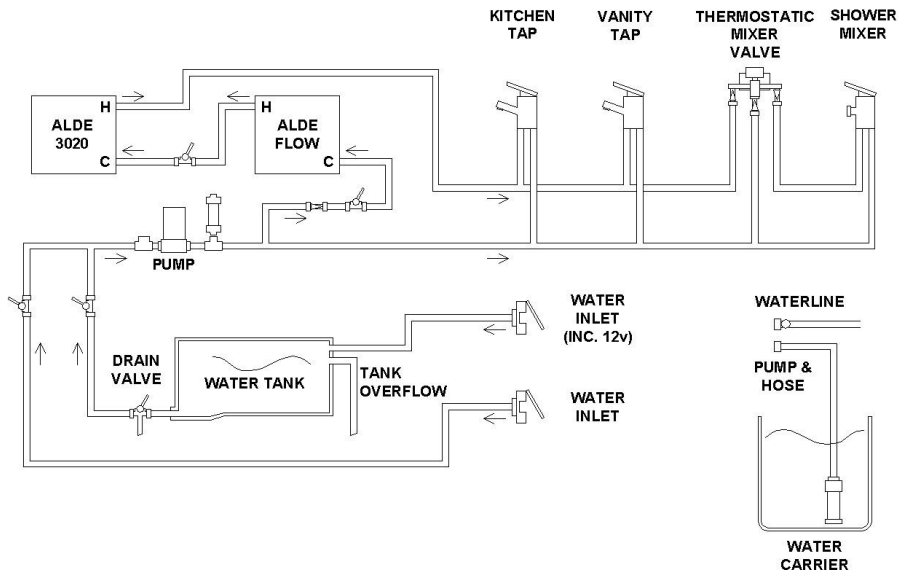 KITCHEN
TAP
VANITY
TAP
THERMOSTATIC
MIXER
VALVE
SHOWER
MIXER
H
ALDE
3020
C
H
ALDE
FLOW
C
PUMP
WATER
INLET
(INC. 12v)
WATERLINE
DRAIN
VALVE
WATER TANK
TANK
OVERFLOW
WATER
INLET
PUMP &
HOSE
WATER
CARRIER